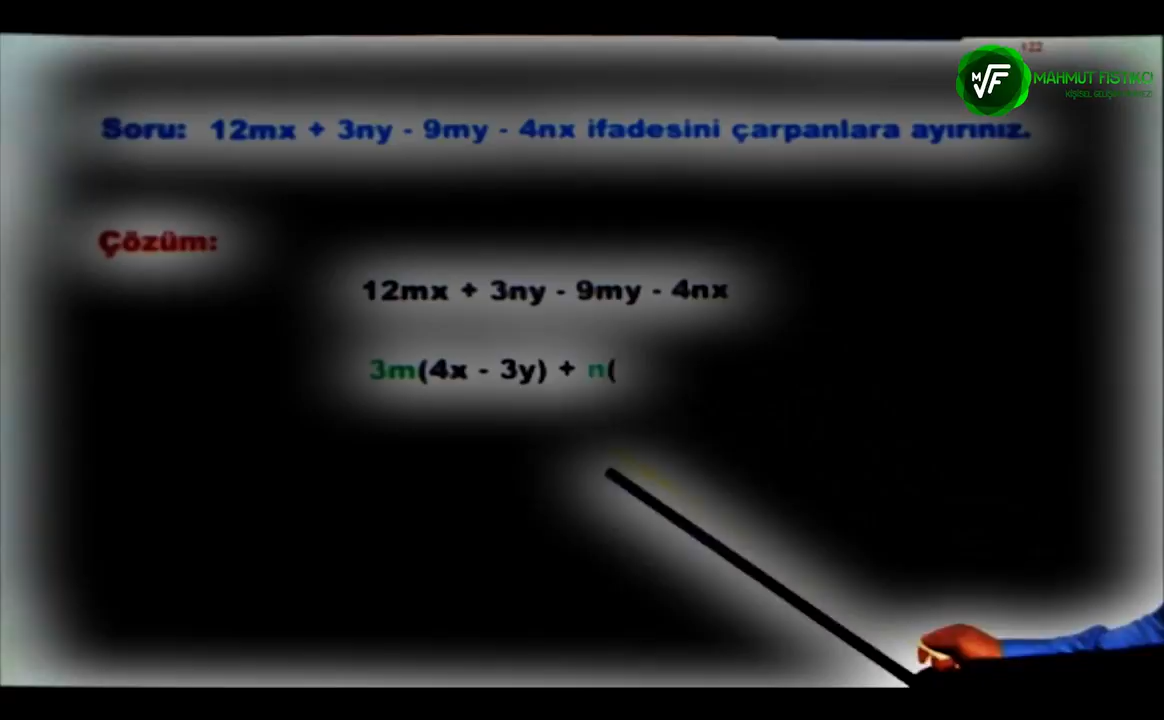 MAHMUT FISTIKÇI
Soru: 12mx + 3ny - 9my - 4nx ifadesini çarpanlara ayırınız.
Çözüm:
12mx + 3ny - 9my - 4nx
3m(4x - 3y) + n(